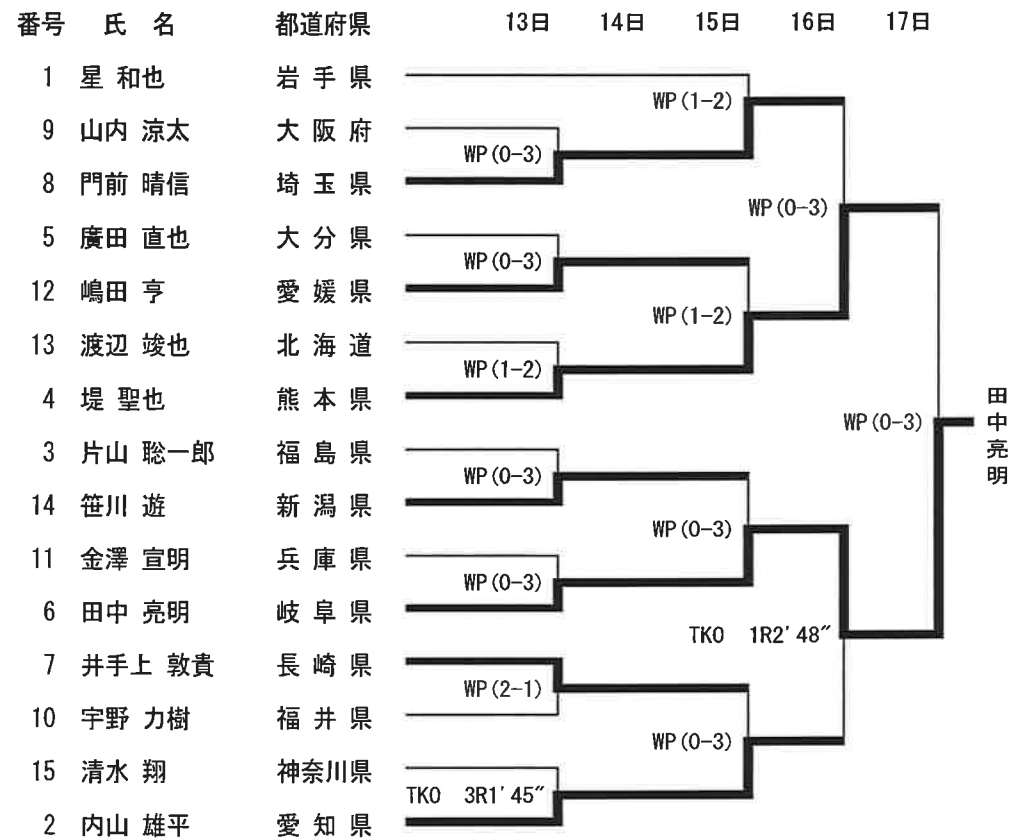 番号 氏 名 都道府県 13日 14日 15日 16日 17日
1 星 和也 岩 手 県
WP(1-2)
9 山内 涼太 大 阪 府
WP(0-3)
8 門前 晴信 埼 玉 県
WP(0-3)
5 廣田 直也 大 分 県
WP(0-3)
12 嶋田 亨 愛 媛 県
WP(1-2)
13 渡辺 竣也 北 海 道
WP(1-2)
4 堤 聖也 熊 本 県
WP(0-3)
田中亮明
3 片山 聡一郎 福 島 県
WP(0-3)
14 笹川 遊 新 潟 県
WP(0-3)
11 金澤 宣明 兵 庫 県
WP(0-3)
6 田中 亮明 岐 阜 県
TKO 1R2'48"
7 井手上 敦貴 長 崎 県
WP(2-1)
10 宇野 力樹 福 井 県
WP(0-3)
15 清水 翔 神奈川県
TKO 3R1'45"
2 内山 雄平 愛 知 県